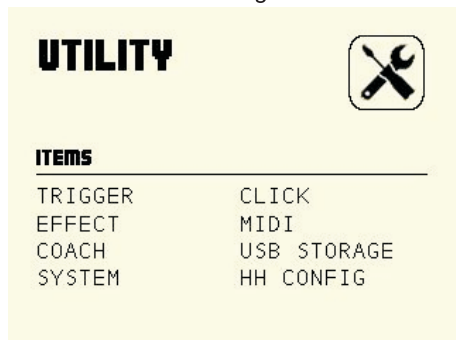 UTILITY
ITEMS
TRIGGER CLICK
EFFECT MIDI
COACH USB STORAGE
SYSTEM HH CONFIG